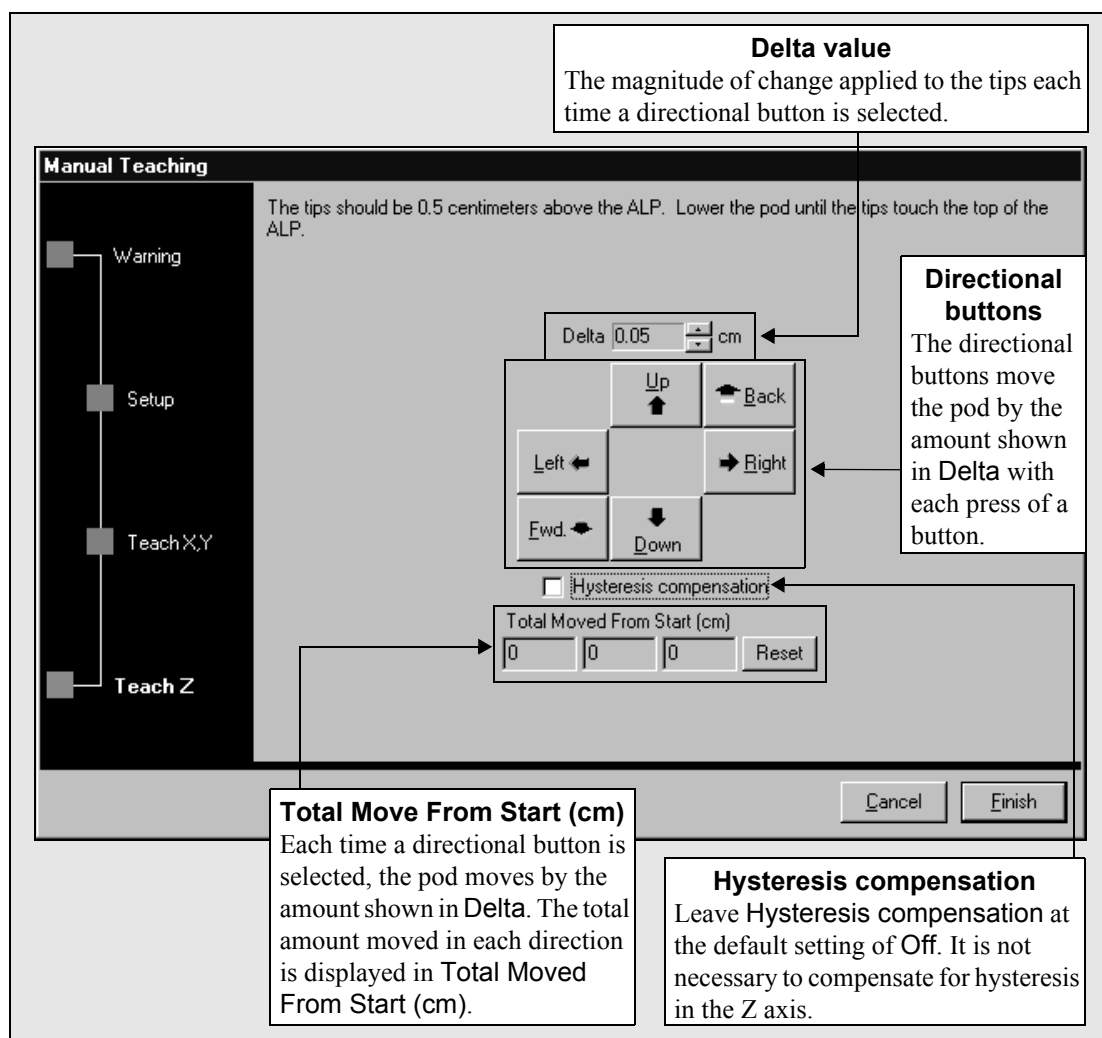 Delta value
The magnitude of change applied to the tips each
time a directional button is selected.
Manual Teaching
The tips should be 0.5 centimeters above the ALP. Lower the pod until the tips touch the top of the
ALP.
Warning
Setup
Teach X,Y
Teach Z
Delta 0.05 cm
Up
Back
Left
Right
Fwd.
Down
Hysteresis compensation
Total Moved From Start (cm)
0 0 0 Reset
Cancel Finish
Directional
buttons
The directional
buttons move
the pod by the
amount shown
in Delta with
each press of a
button.
Total Move From Start (cm)
Each time a directional button is
selected, the pod moves by the
amount shown in Delta. The total
amount moved in each direction
is displayed in Total Moved
From Start (cm).
Hysteresis compensation
Leave Hysteresis compensation at
the default setting of Off. It is not
necessary to compensate for hysteresis
in the Z axis.